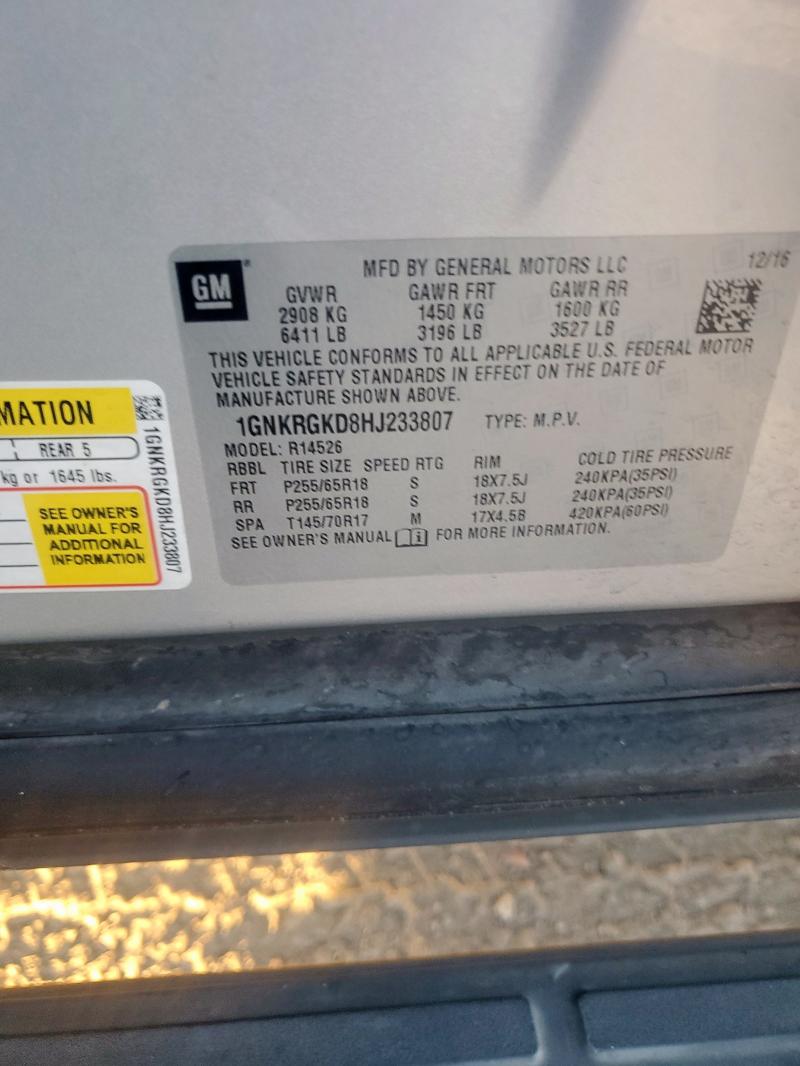 GM
MFD BY GENERAL MOTORS LLC 12/16
GVWR GAWR FRT GAWR RR
2908 KG 1450 KG 1600 KG
6411 LB 3196 LB 3527 LB
THIS VEHICLE CONFORMS TO ALL APPLICABLE U.S. FEDERAL MOTOR
VEHICLE SAFETY STANDARDS IN EFFECT ON THE DATE OF
MANUFACTURE SHOWN ABOVE.
1GNKRGKD8HJ233807 TYPE: M.P.V.
MODEL: R14526
RBBL TIRE SIZE SPEED RTG RIM COLD TIRE PRESSURE
FRT P255/65R18 S 18X7.5J 240KPA(35PSI)
RR P255/65R18 S 18X7.5J 240KPA(35PSI)
SPA T145/70R17 M 17X4.5B 420KPA(60PSI)
SEE OWNER'S MANUAL FOR MORE INFORMATION.
MATION
REAR 5
kg or 1645 lbs.
SEE OWNER'S
MANUAL FOR
ADDITIONAL
INFORMATION
1GNKRGKD8HJ233807